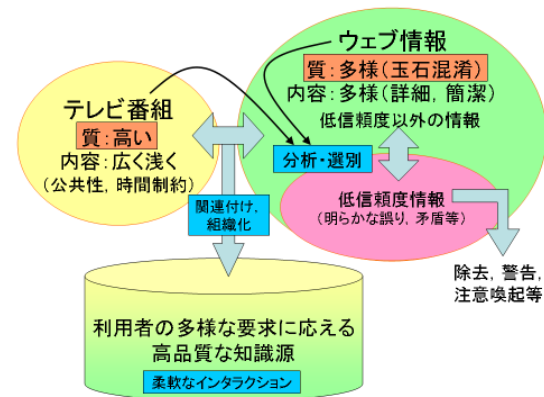 ウェブ情報
質：多様（玉石混淆）
内容：多様（詳細，簡潔）
低信頼度以外の情報
テレビ番組
質：高い
内容：広く浅く
（公共性，時間制約）
分析・選別
低信頼度情報
（明らかな誤り，矛盾等）
関連付け，
組織化
除去，警告，
注意喚起等
利用者の多様な要求に応える
高品質な知識源
柔軟なインタラクション